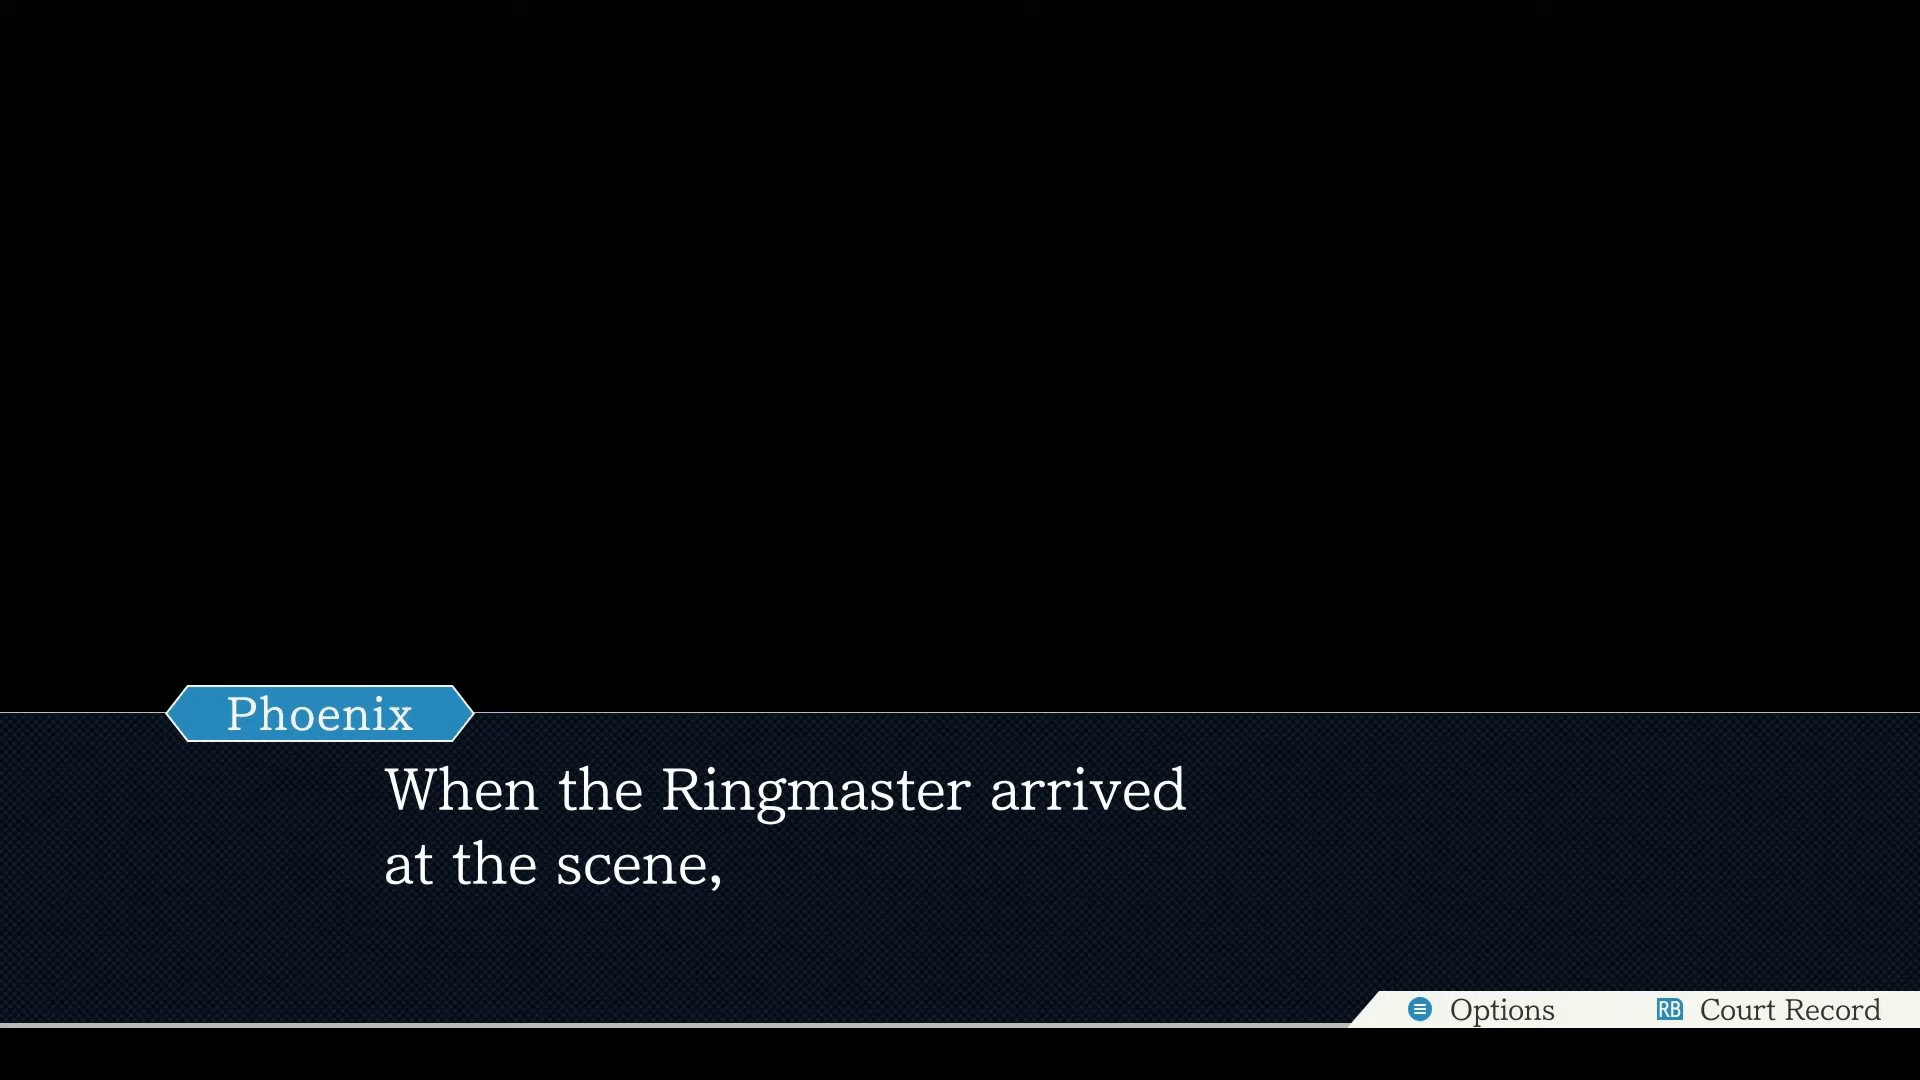 Phoenix
When the Ringmaster arrived
at the scene,
Options
RB Court Record